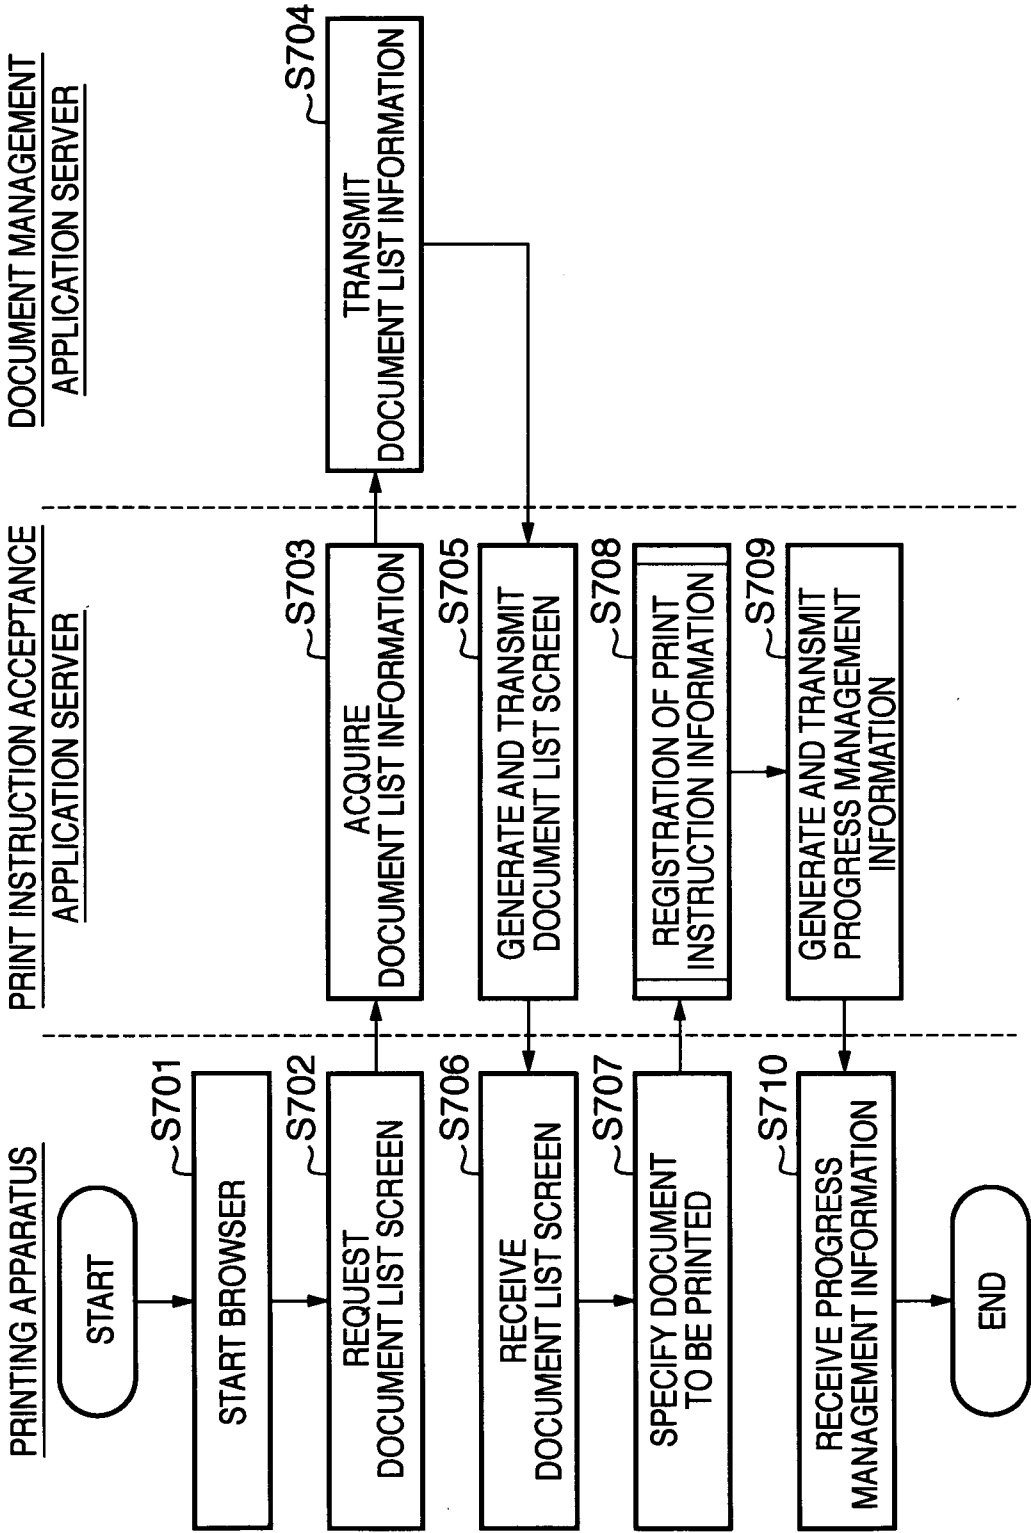 PRINTING APPARATUS
PRINT INSTRUCTION ACCEPTANCE
APPLICATION SERVER
DOCUMENT MANAGEMENT
APPLICATION SERVER
START
S701
START BROWSER
S702
REQUEST
DOCUMENT LIST SCREEN
S703
ACQUIRE
DOCUMENT LIST INFORMATION
S704
TRANSMIT
DOCUMENT LIST INFORMATION
S705
GENERATE AND TRANSMIT
DOCUMENT LIST SCREEN
S706
RECEIVE
DOCUMENT LIST SCREEN
S707
SPECIFY DOCUMENT
TO BE PRINTED
S708
REGISTRATION OF PRINT
INSTRUCTION INFORMATION
S709
GENERATE AND TRANSMIT
PROGRESS MANAGEMENT
INFORMATION
S710
RECEIVE PROGRESS
MANAGEMENT INFORMATION
END